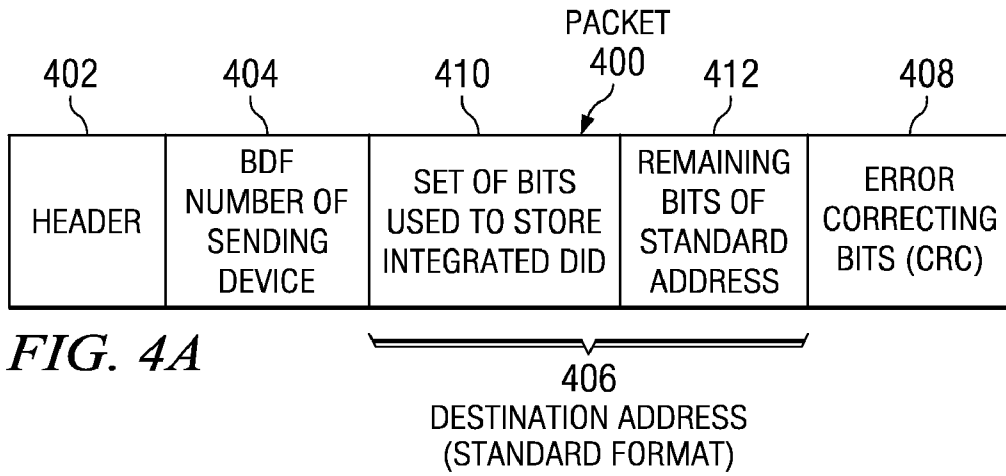 PACKET
402
404
410
400
412
408
HEADER
BDF
NUMBER OF
SENDING
DEVICE
SET OF BITS
USED TO STORE
INTEGRATED DID
REMAINING
BITS OF
STANDARD
ADDRESS
ERROR
CORRECTING
BITS (CRC)
FIG. 4A
406
DESTINATION ADDRESS
(STANDARD FORMAT)